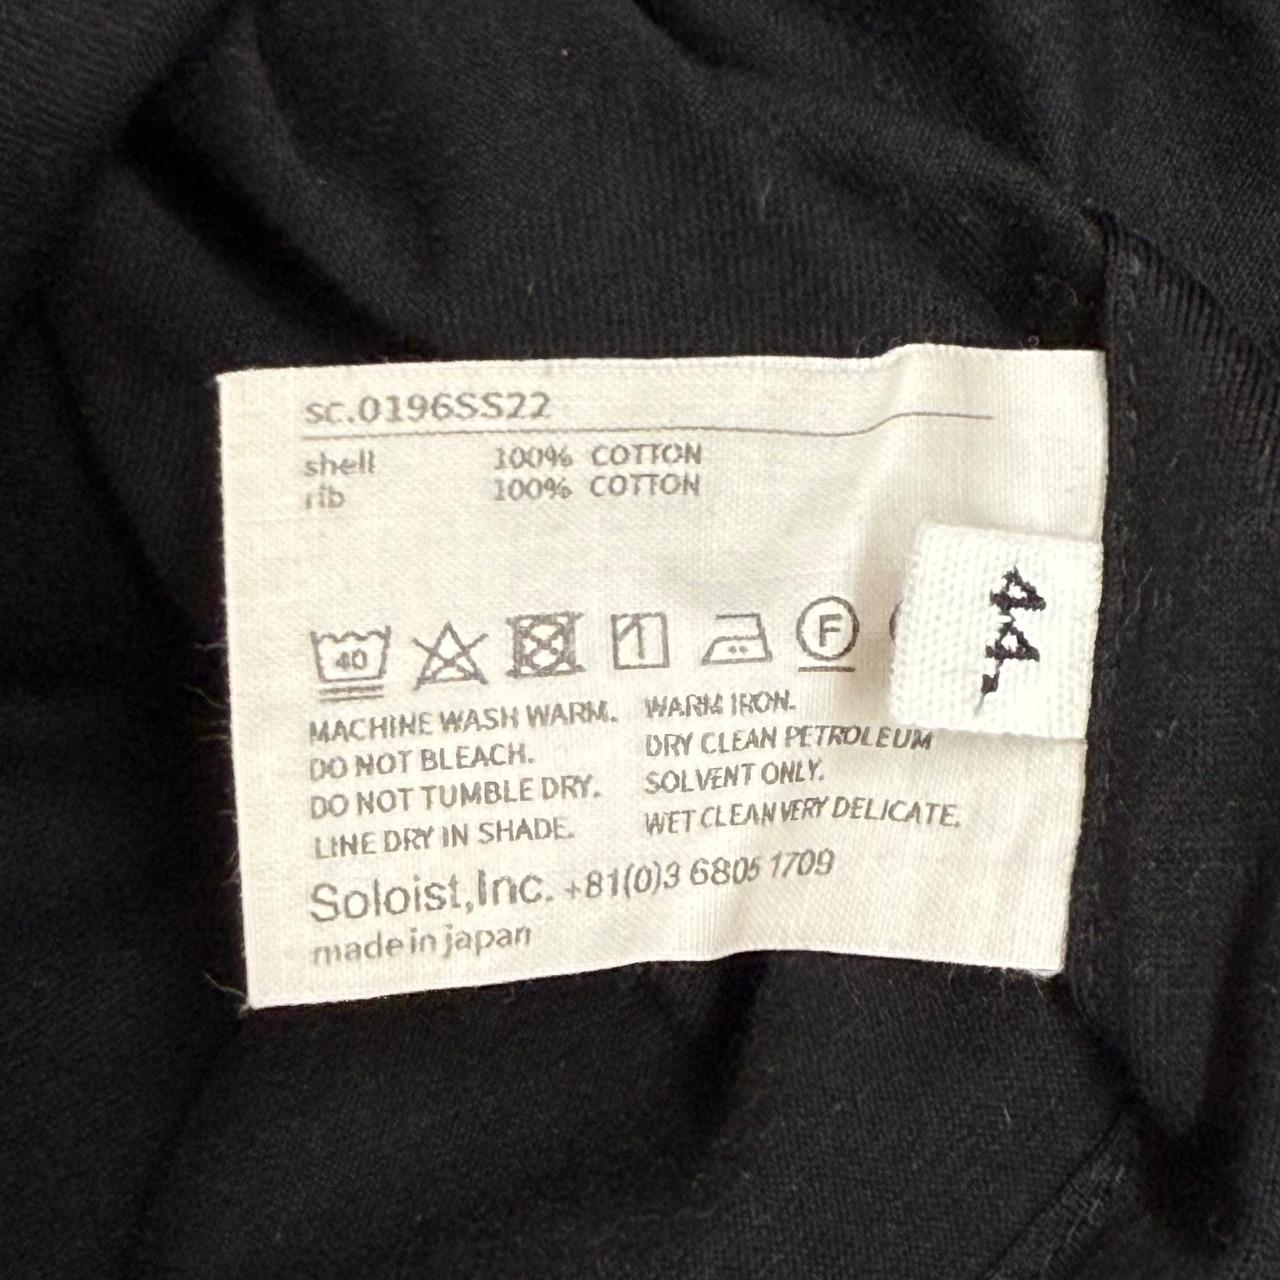 sc.0196SS22
shell 100% COTTON
rib 100% COTTON
40 F
44.
MACHINE WASH WARM.
DO NOT BLEACH.
DO NOT TUMBLE DRY.
LINE DRY IN SHADE.
WARM IRON.
DRY CLEAN PETROLEUM
SOLVENT ONLY.
WET CLEAN VERY DELICATE.
Soloist,Inc. +81(0)3 6805 1709
made in japan